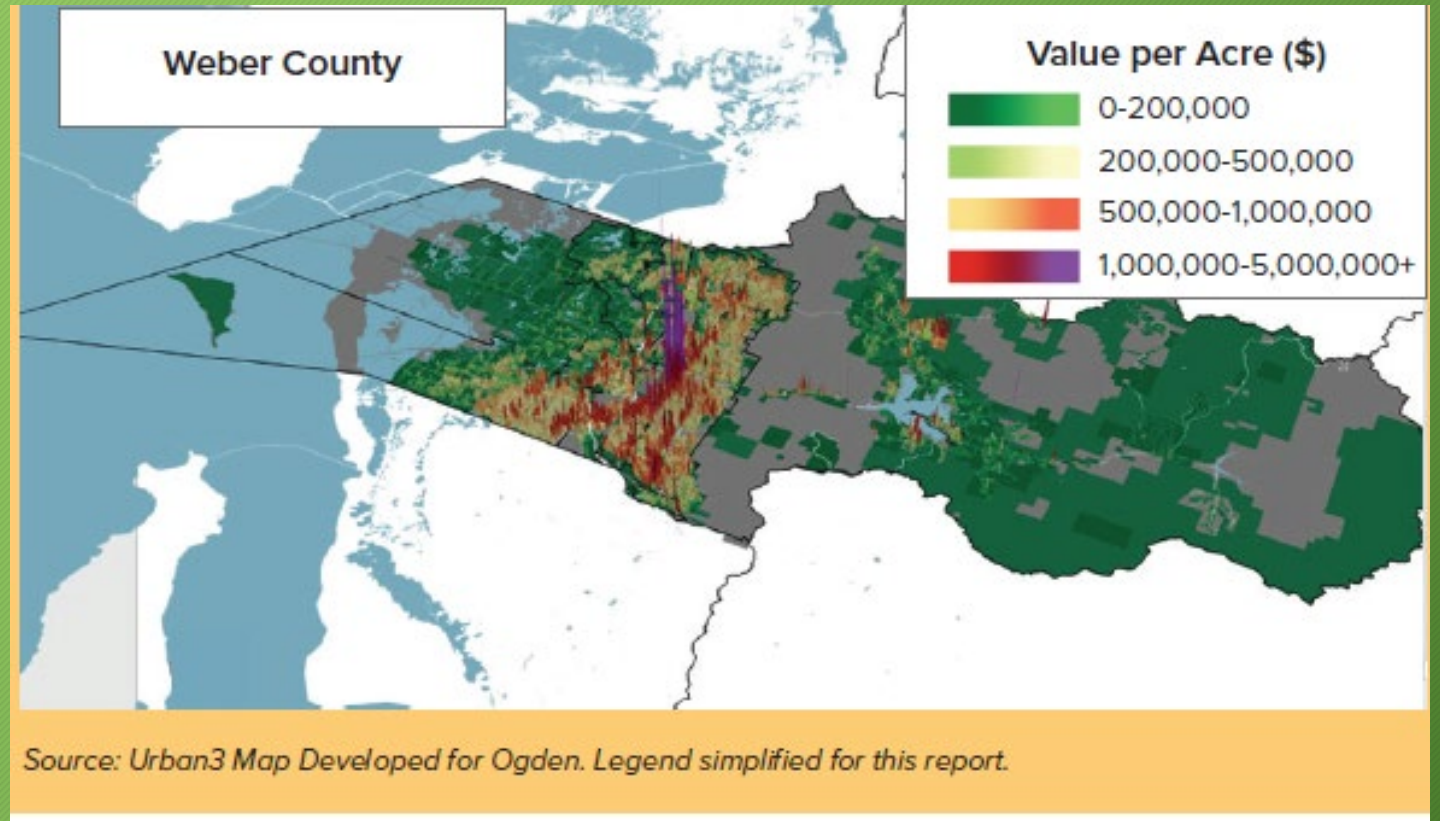 Weber County
Value per Acre ($)
0-200,000
200,000-500,000
500,000-1,000,000
1,000,000-5,000,000+
Source: Urban3 Map Developed for Ogden. Legend simplified for this report.